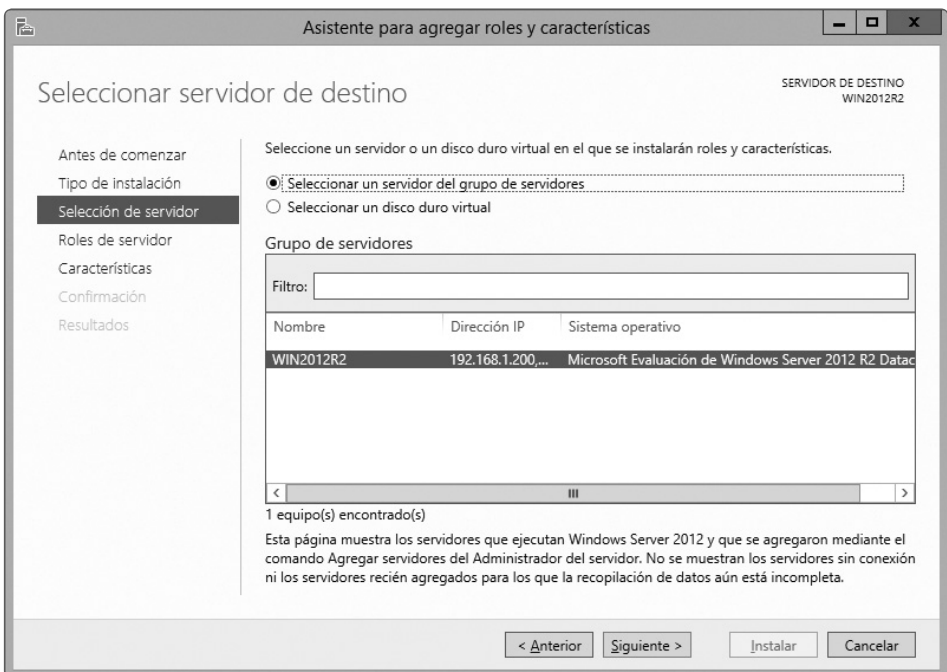 Asistente para agregar roles y características
Seleccionar servidor de destino
SERVIDOR DE DESTINO
WIN2012R2
Antes de comenzar
Tipo de instalación
Selección de servidor
Roles de servidor
Características
Confirmación
Resultados
Seleccione un servidor o un disco duro virtual en el que se instalarán roles y características.
Seleccionar un servidor del grupo de servidores
Seleccionar un disco duro virtual
Grupo de servidores
Filtro:
Nombre Dirección IP Sistema operativo
WIN2012R2 192.168.1.200,... Microsoft Evaluación de Windows Server 2012 R2 Datac
1 equipo(s) encontrado(s)
Esta página muestra los servidores que ejecutan Windows Server 2012 y que se agregaron mediante el
comando Agregar servidores del Administrador del servidor. No se muestran los servidores sin conexión
ni los servidores recién agregados para los que la recopilación de datos aún está incompleta.
< Anterior Siguiente > Instalar Cancelar